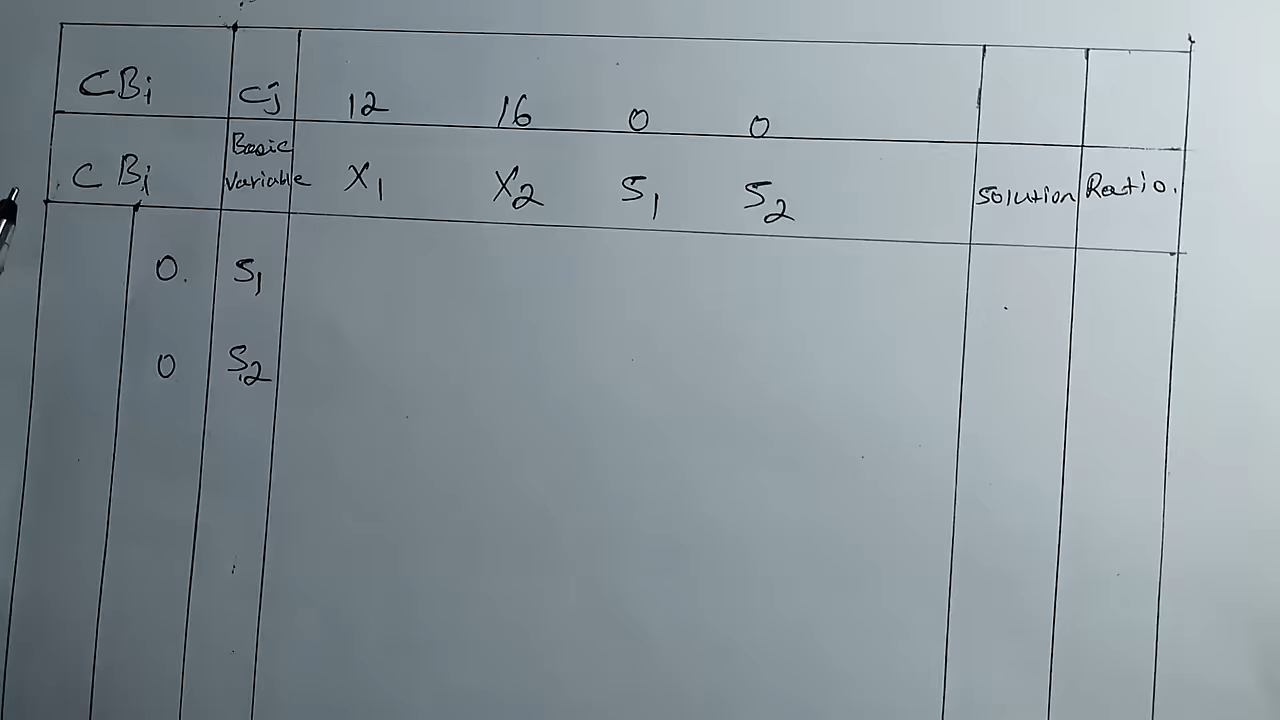 CBi Cj 12 16 0 0
CBi Basic Variable X1 X2 S1 S2 Solution Ratio.
0. S1
0 S2